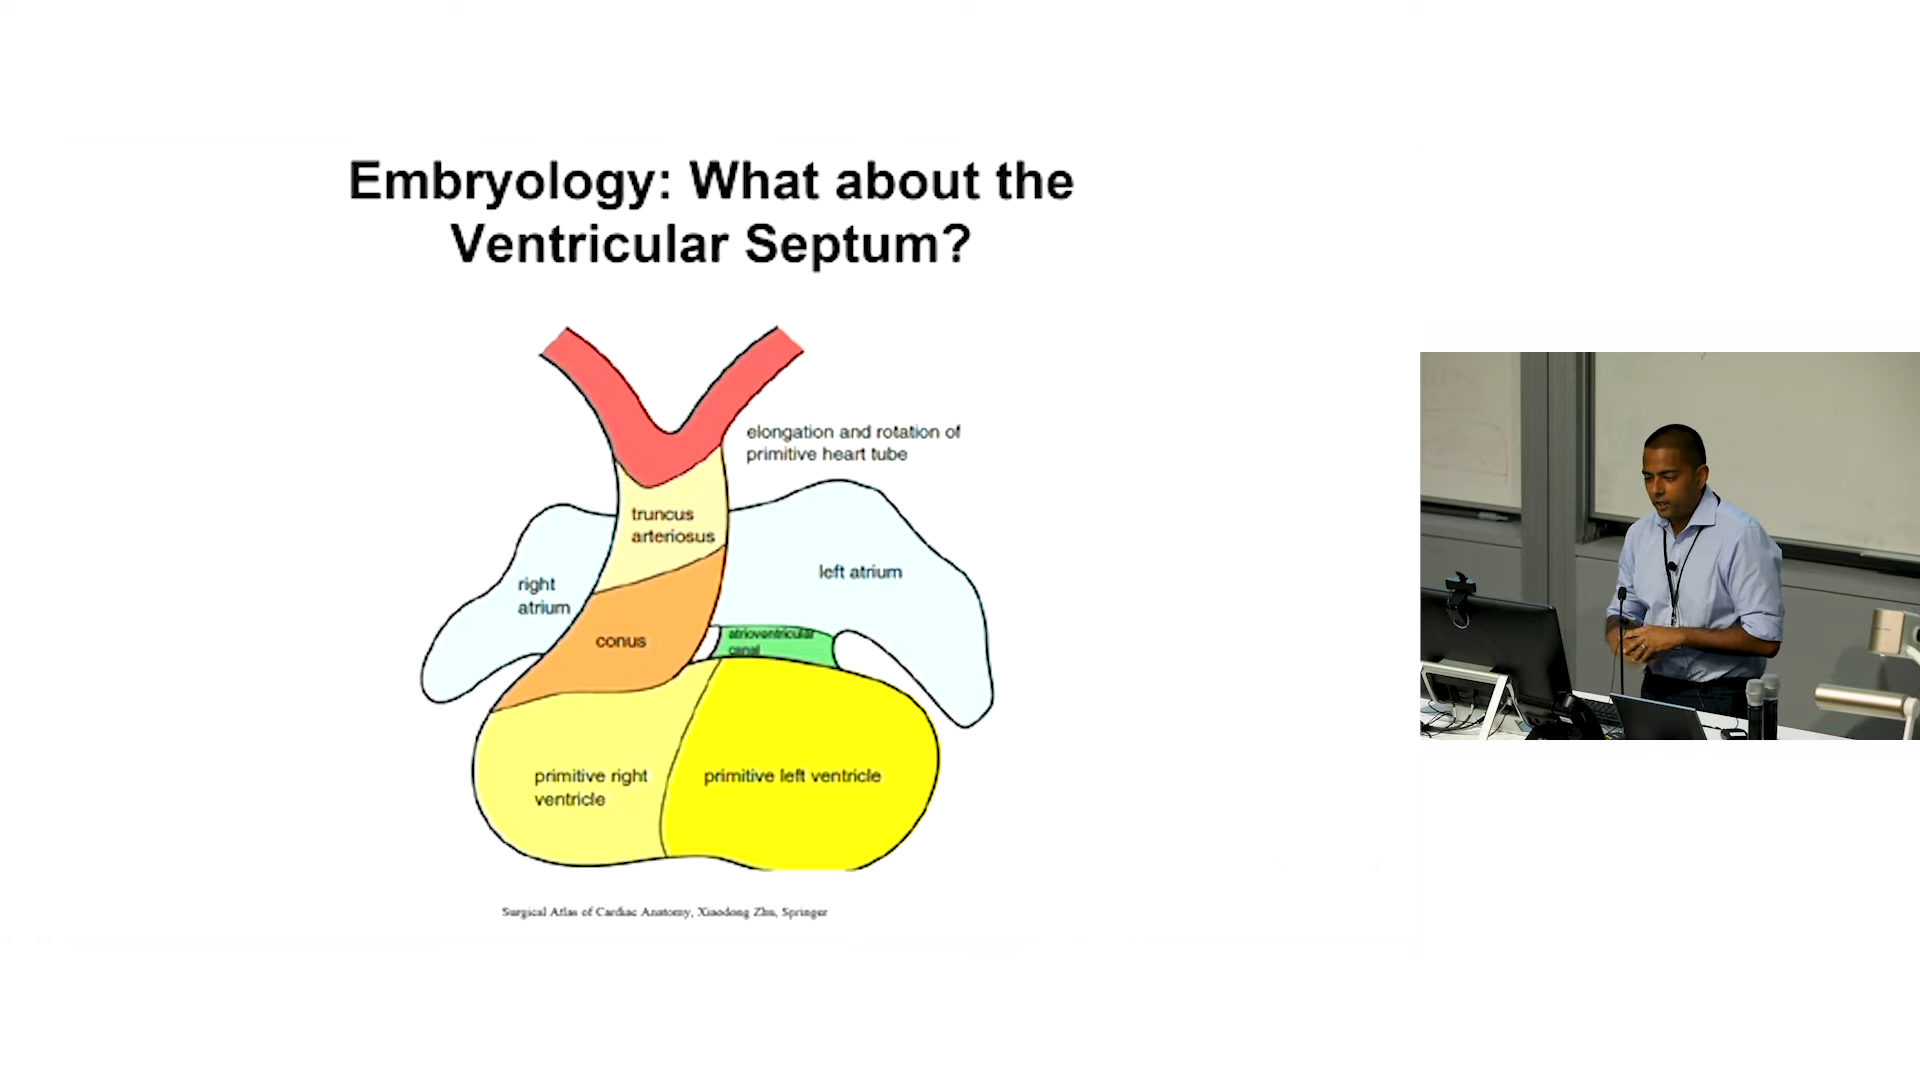 Embryology: What about the
Ventricular Septum?
elongation and rotation of
primitive heart tube
truncus
arteriosus
left atrium
right
atrium
conus
atrioventricular
canal
primitive right
ventricle
primitive left ventricle
Surgical Atlas of Cardiac Anatomy, Xiaodong Zhu, Springer